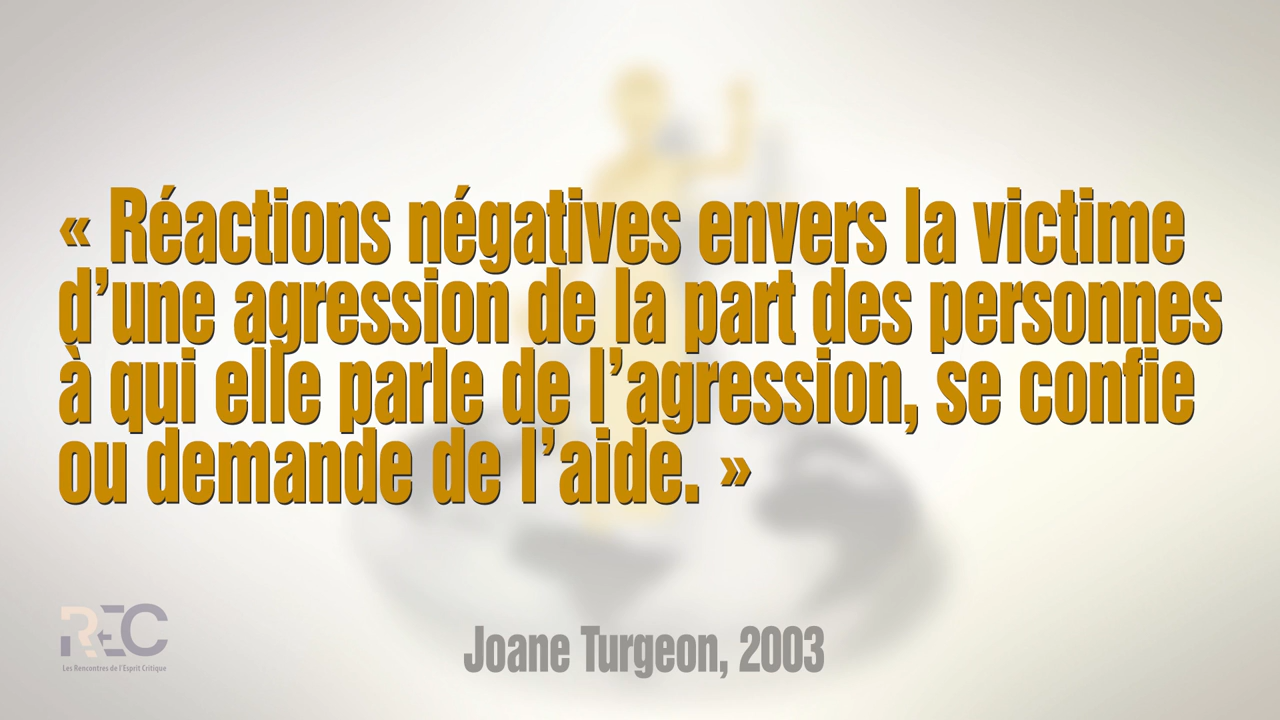 « Réactions négatives envers la victime
d’une agression de la part des personnes
à qui elle parle de l’agression, se confie
ou demande de l’aide. »
Joane Turgeon, 2003
REC
Les Rencontres de l’Esprit Critique